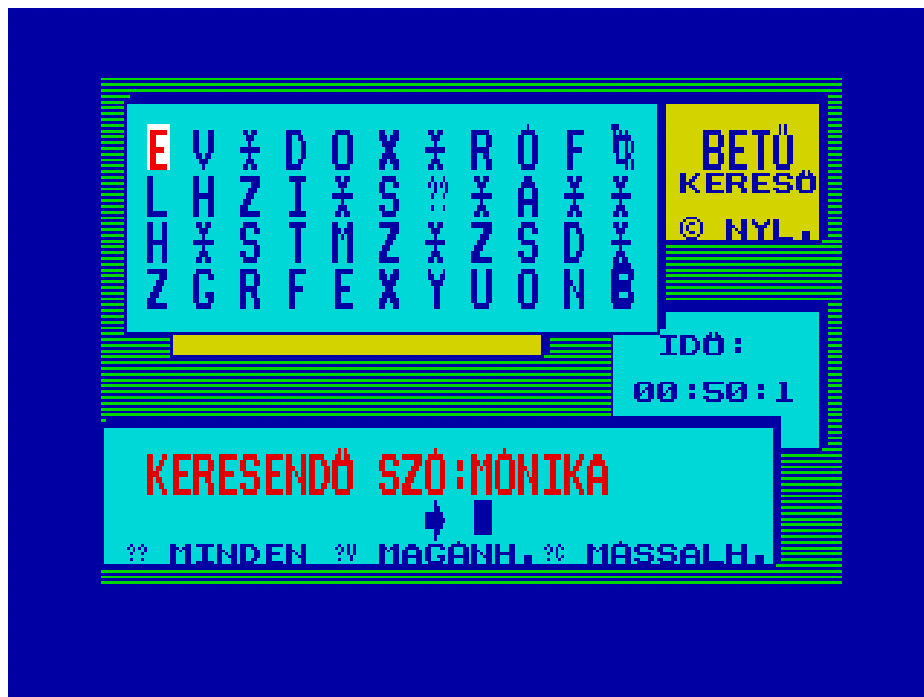 E V D O X R Ó F
L H Z I S ?? A
H S T M Z Z S D
Z G R F E X Y U O N
BETŰ
KERESŐ
© NYL.
IDŐ:
00:50:1
KERESENDŐ SZÓ:MÓNIKA
?? MINDEN ?V MAGÁNH. ?C MÁSSALH.